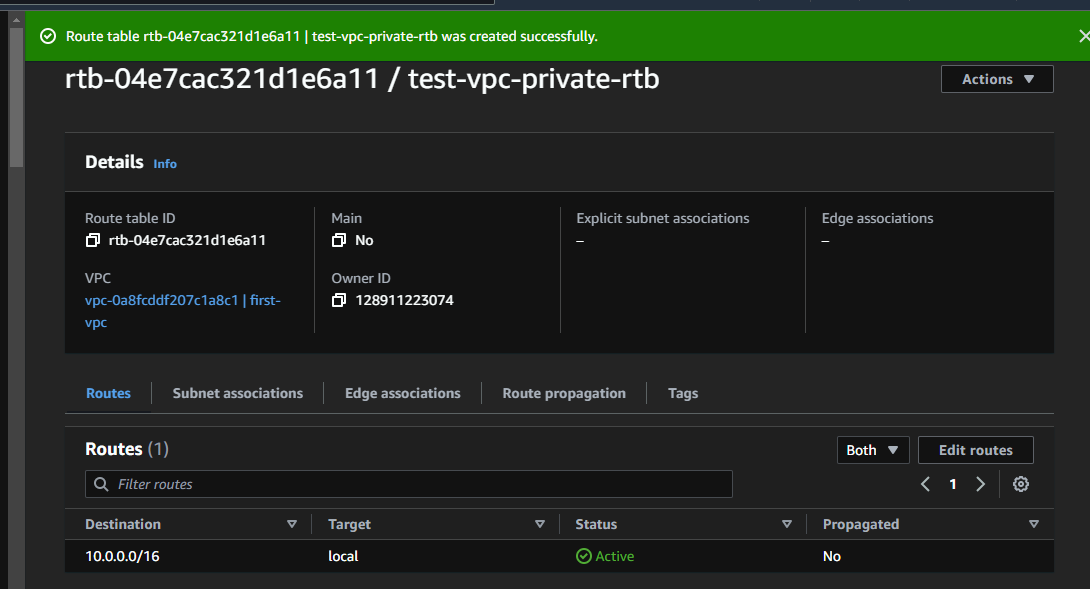 Route table rtb-04e7cac321d1e6a11 | test-vpc-private-rtb was created successfully.
rtb-04e7cac321d1e6a11 / test-vpc-private-rtb
Actions
Details Info
Route table ID
rtb-04e7cac321d1e6a11
Main
No
Explicit subnet associations
–
Edge associations
–
VPC
vpc-0a8fcddf207c1a8c1 | first-
vpc
Owner ID
128911223074
Routes
Subnet associations
Edge associations
Route propagation
Tags
Routes (1)
Both
Edit routes
Filter routes
1
Destination
Target
Status
Propagated
10.0.0.0/16
local
Active
No